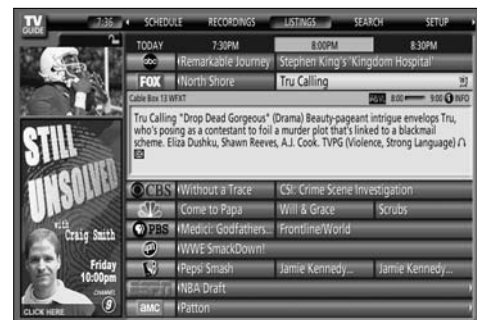 TV
GUIDE
7:36 SCHEDULE RECORDINGS LISTINGS SEARCH SETUP
TODAY 7:30PM 8:00PM 8:30PM
abc Remarkable Journey Stephen King's 'Kingdom Hospital'
FOX North Shore Tru Calling
Cable Box 13 WFXT 8:00 9:00 INFO
Tru Calling "Drop Dead Gorgeous" (Drama) Beauty-pageant intrigue envelops Tru,
who's posing as a contestant to foil a murder plot that's linked to a blackmail
scheme. Eliza Dushku, Shawn Reeves, A.J. Cook. TVPG (Violence, Strong Language)
CBS Without a Trace CSI: Crime Scene Investigation
Come to Papa Will & Grace Scrubs
PBS Medici: Godfathers... Frontline/World
WWE SmackDown!
Pepsi Smash Jamie Kennedy... Jamie Kennedy...
ESPN NBA Draft
amc Patton
STILL
UNSOLVED
with
Craig Smith
Friday
10:00pm
CHANNEL
9
CLICK HERE